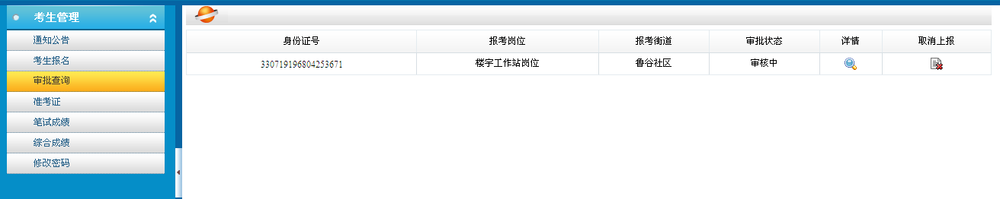 考生管理
通知公告
考生报名
审批查询
准考证
笔试成绩
综合成绩
修改密码
身份证号 报考岗位 报考街道 审批状态 详情 取消上报
330719196804253671 楼宇工作站岗位 鲁谷社区 审核中